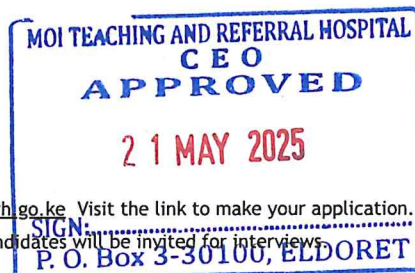 MOI TEACHING AND REFERRAL HOSPITAL
CEO
APPROVED
21 MAY 2025
h.go.ke Visit the link to make your application.
SIGN:
ndidates will be invited for interviews.
P. O. Box 3-30100, ELDORET